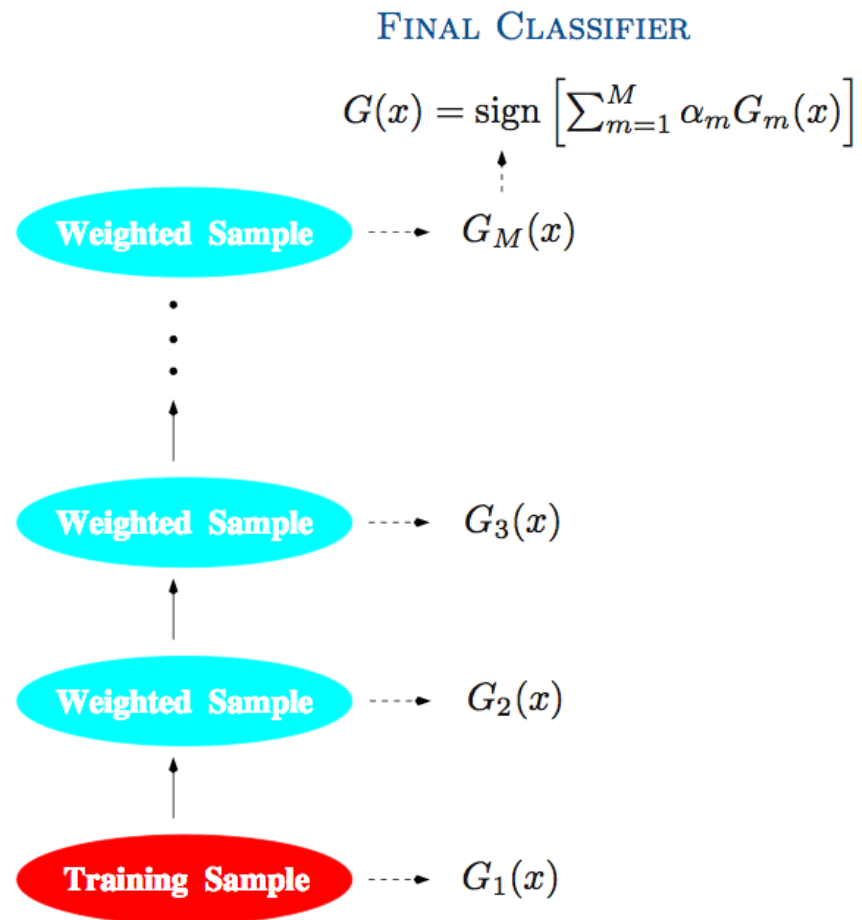 FINAL CLASSIFIER
G(x) = sign [∑_{m=1}^{M} α_m G_m(x)]
Weighted Sample
G_M(x)
Weighted Sample
G_3(x)
Weighted Sample
G_2(x)
Training Sample
G_1(x)